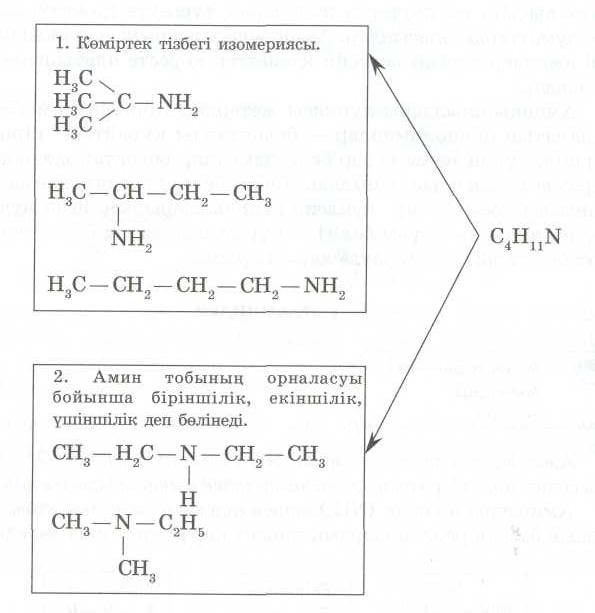 1. Көміртек тізбегі изомериясы.
H₃C
H₃C—C—NH₂
H₃C
H₃C—CH—CH₂—CH₃
NH₂
H₃C—CH₂—CH₂—CH₂—NH₂
C₄H₁₁N
2. Амин тобының орналасуы
бойынша біріншілік, екіншілік,
үшіншілік деп бөлінеді.
CH₃—H₂C—N—CH₂—CH₃
H
CH₃—N—C₂H₅
CH₃